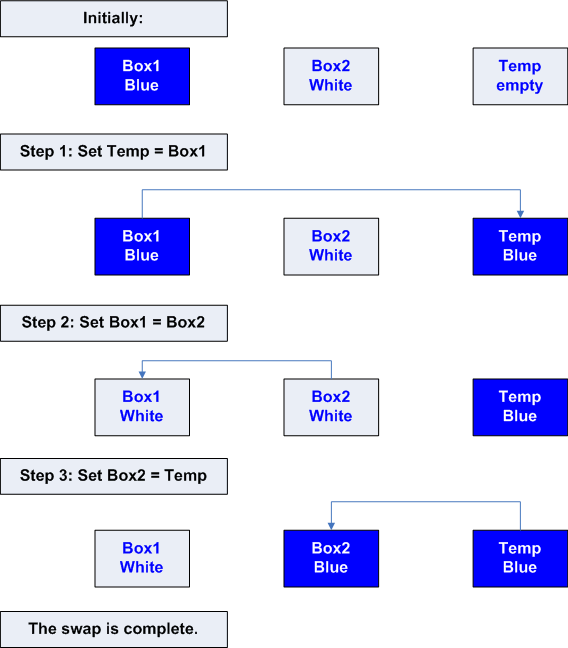 Initially:
Box1
Blue
Box2
White
Temp
empty
Step 1: Set Temp = Box1
Box1
Blue
Box2
White
Temp
Blue
Step 2: Set Box1 = Box2
Box1
White
Box2
White
Temp
Blue
Step 3: Set Box2 = Temp
Box1
White
Box2
Blue
Temp
Blue
The swap is complete.